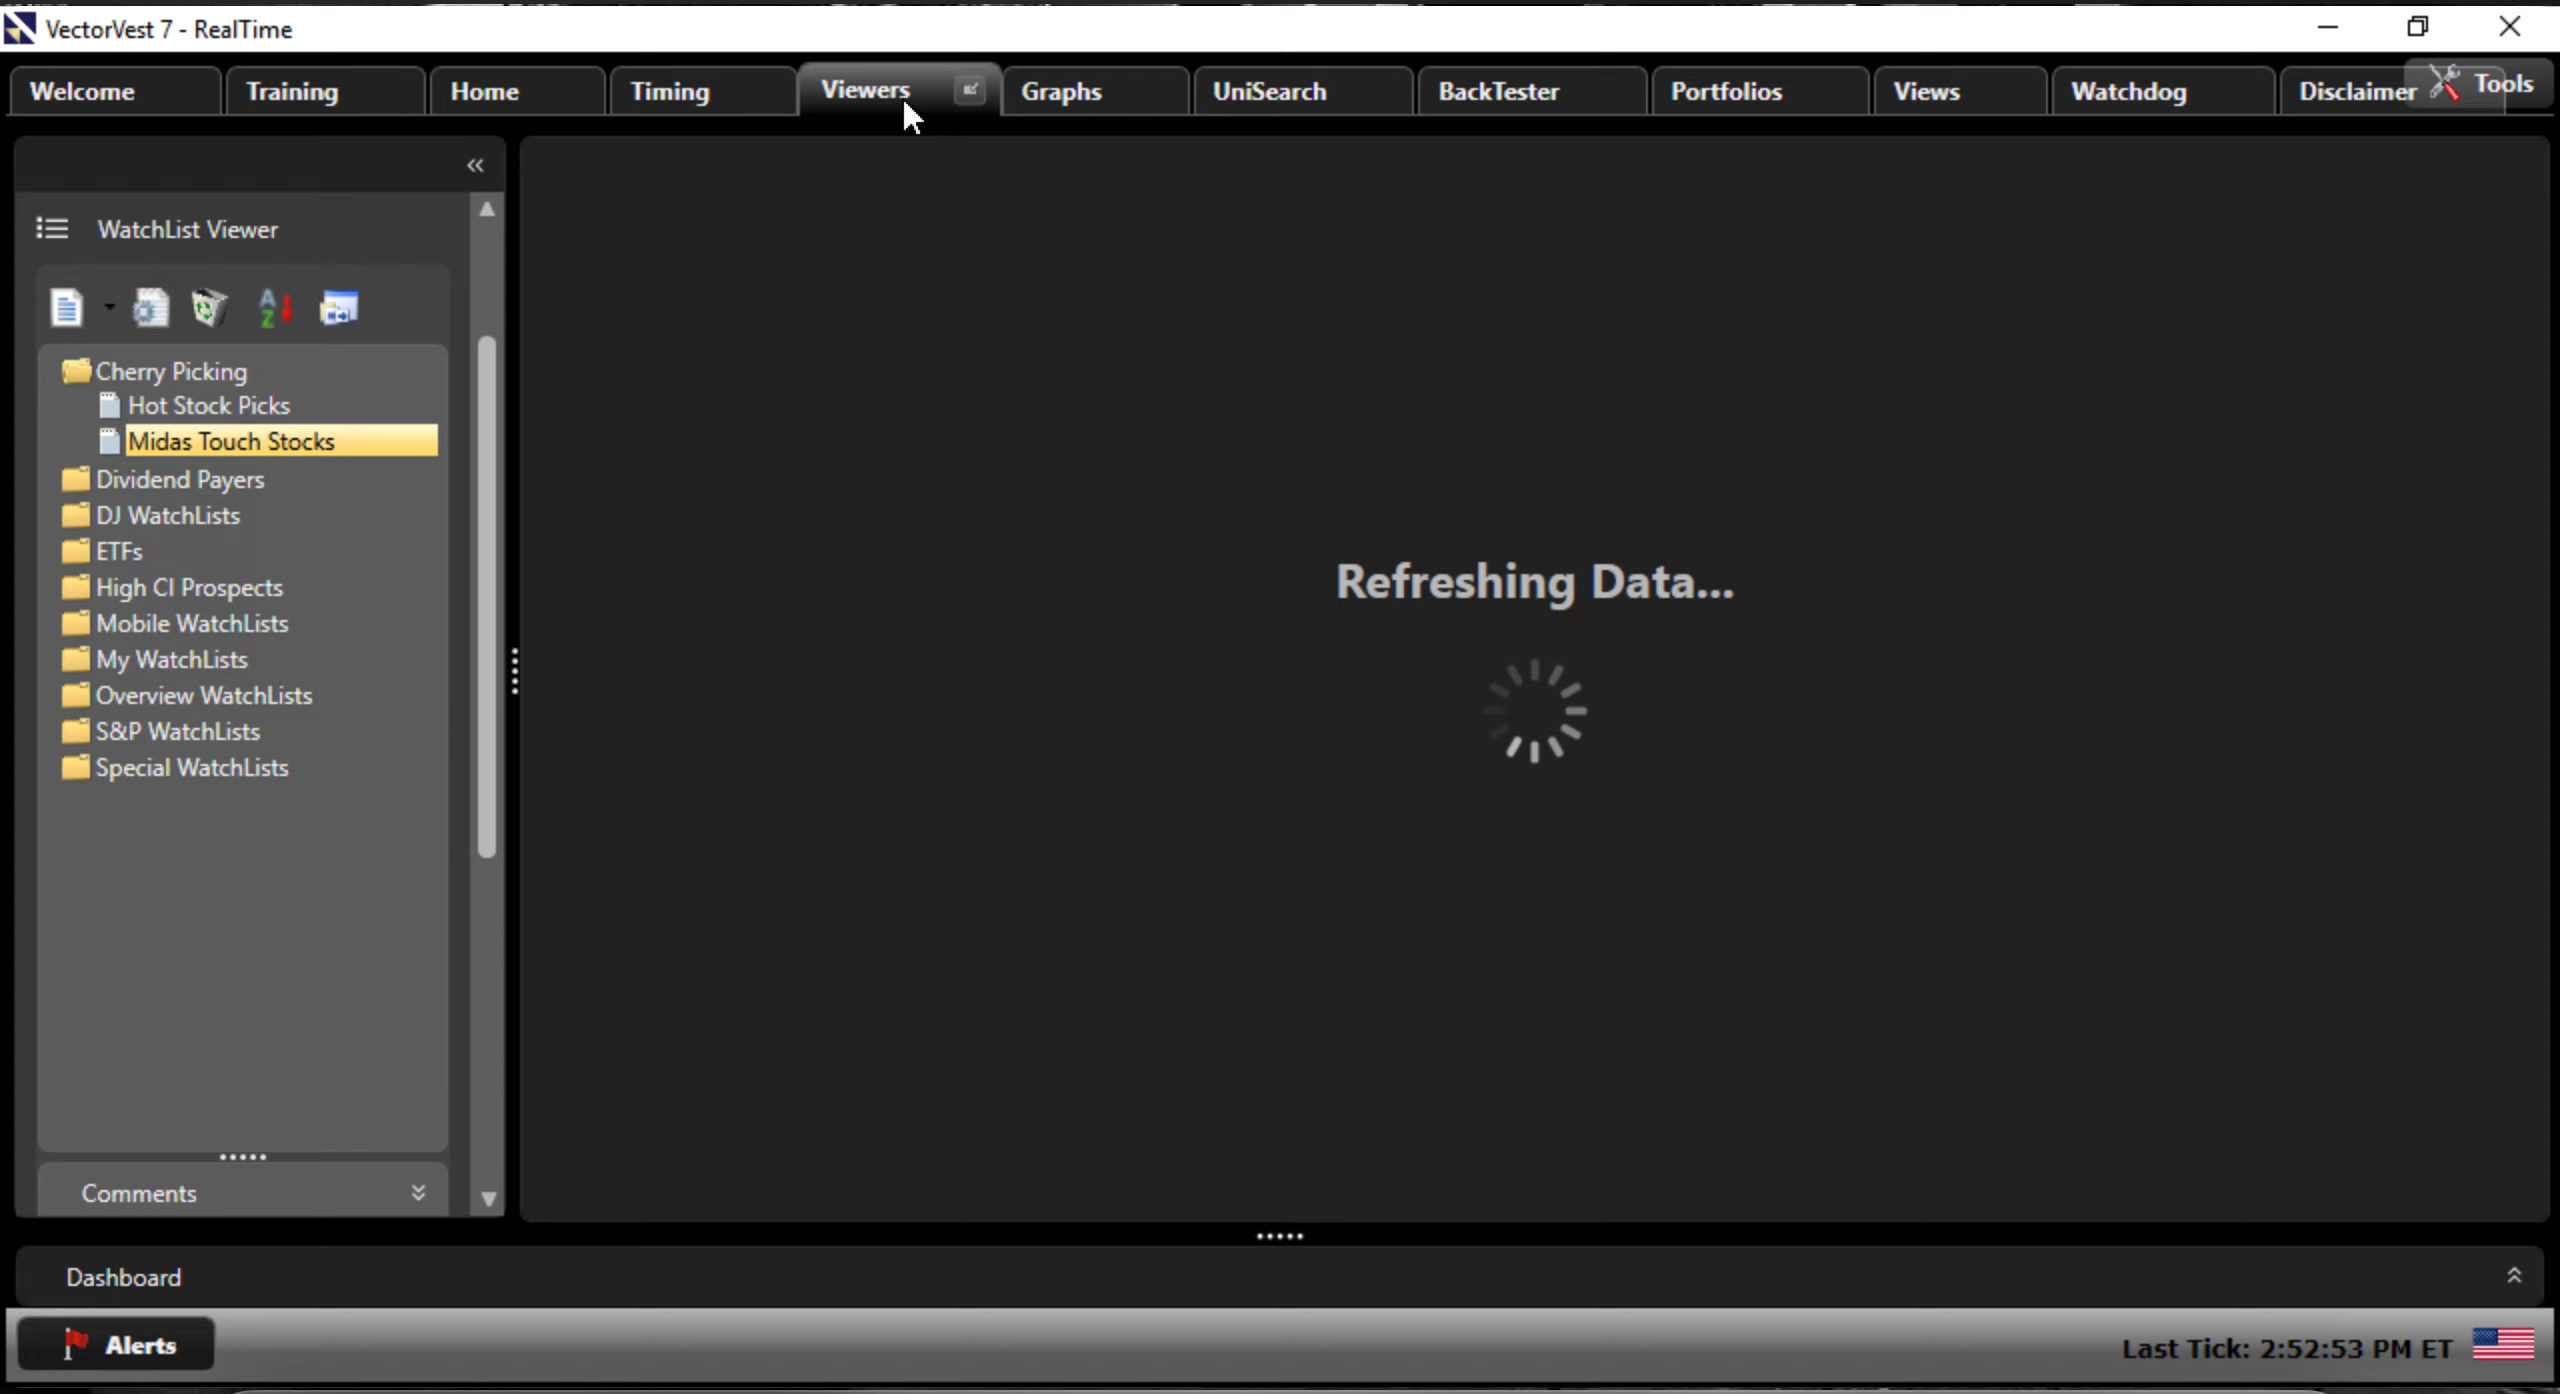 VectorVest 7 - RealTime
Welcome
Training
Home
Timing
Viewers
Graphs
UniSearch
BackTester
Portfolios
Views
Watchdog
Disclaimer
Tools
WatchList Viewer
Cherry Picking
Hot Stock Picks
Midas Touch Stocks
Dividend Payers
DJ WatchLists
ETFs
High CI Prospects
Mobile WatchLists
My WatchLists
Overview WatchLists
S&P WatchLists
Special WatchLists
Refreshing Data...
Comments
Dashboard
Alerts
Last Tick: 2:52:53 PM ET